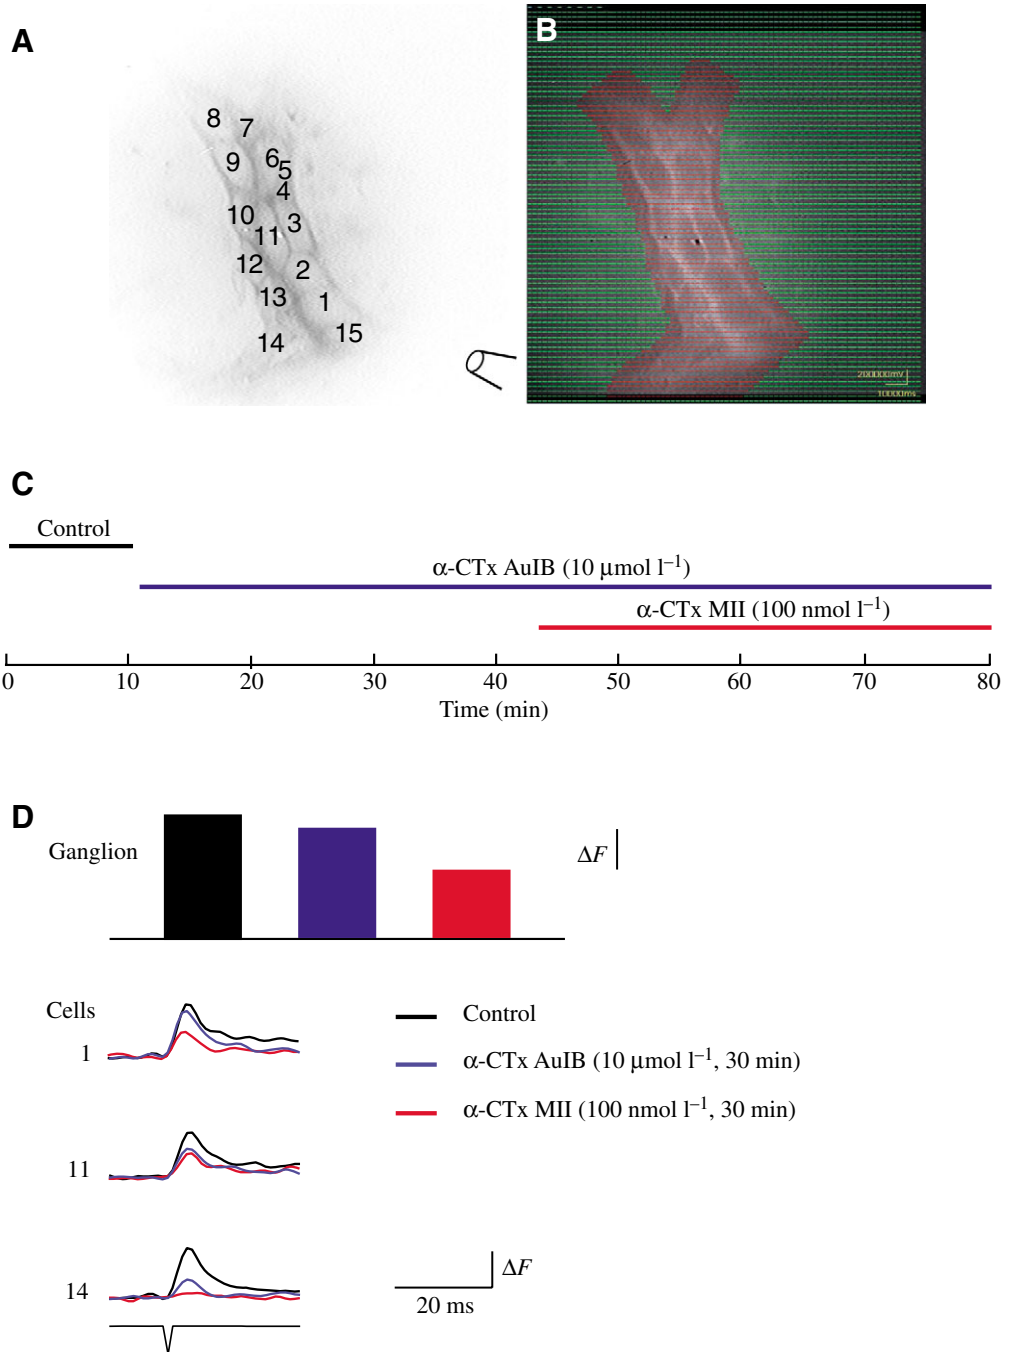 A
B
8
7
6
5
9
4
10
3
11
12
2
13
1
15
14
200000mV
10000ms
C
Control
α-CTx AuIB (10 μmol l⁻¹)
α-CTx MII (100 nmol l⁻¹)
0 10 20 30 40 50 60 70 80
Time (min)
D
Ganglion
ΔF
Cells
1
11
14
Control
α-CTx AuIB (10 μmol l⁻¹, 30 min)
α-CTx MII (100 nmol l⁻¹, 30 min)
ΔF
20 ms